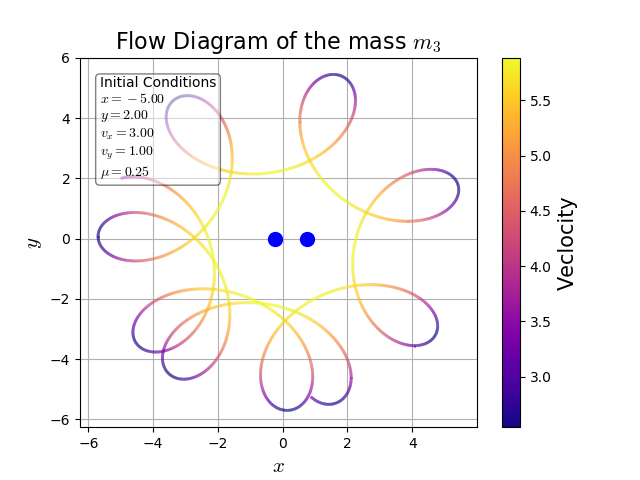 Flow Diagram of the mass m₃
Initial Conditions
x = −5.00
y = 2.00
vₓ = 3.00
v_y = 1.00
μ = 0.25
6
4
2
0
−2
−4
−6
y
−6 −4 −2 0 2 4
x
5.5
5.0
4.5
4.0
3.5
3.0
Veclocity